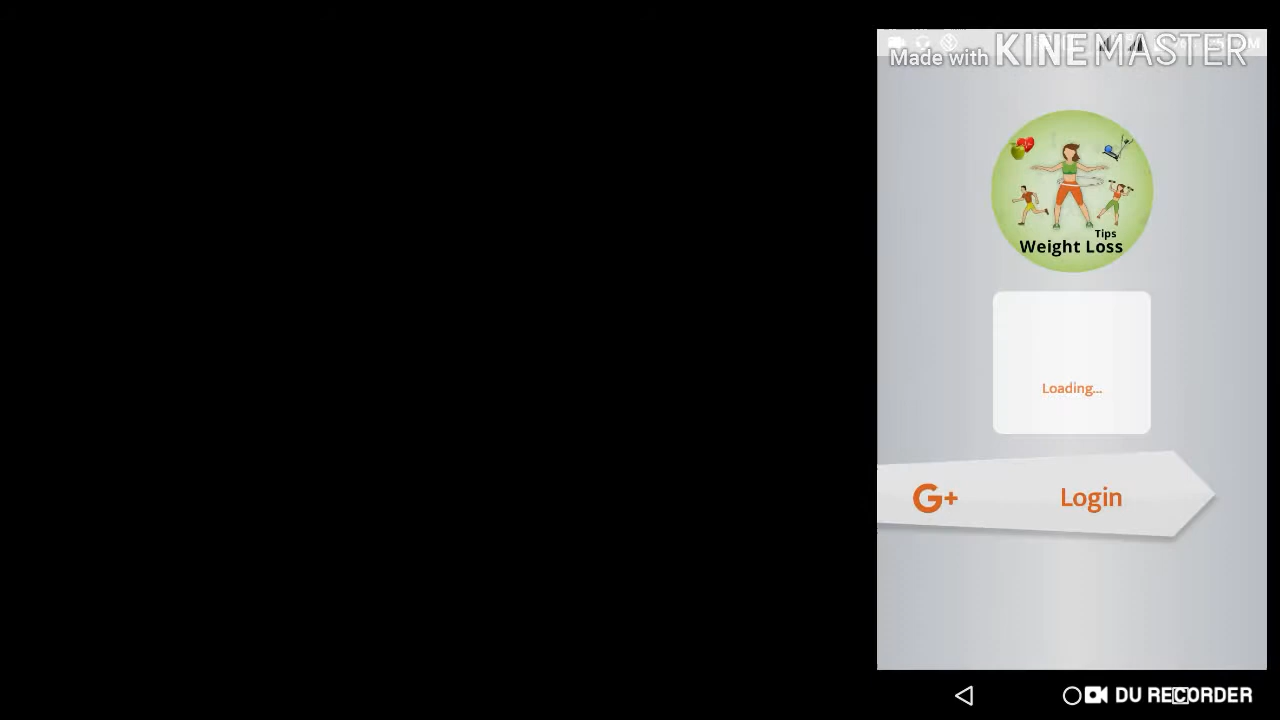 Made with KINEMASTER
Tips
Weight Loss
Loading...
G+ Login
DU RECORDER